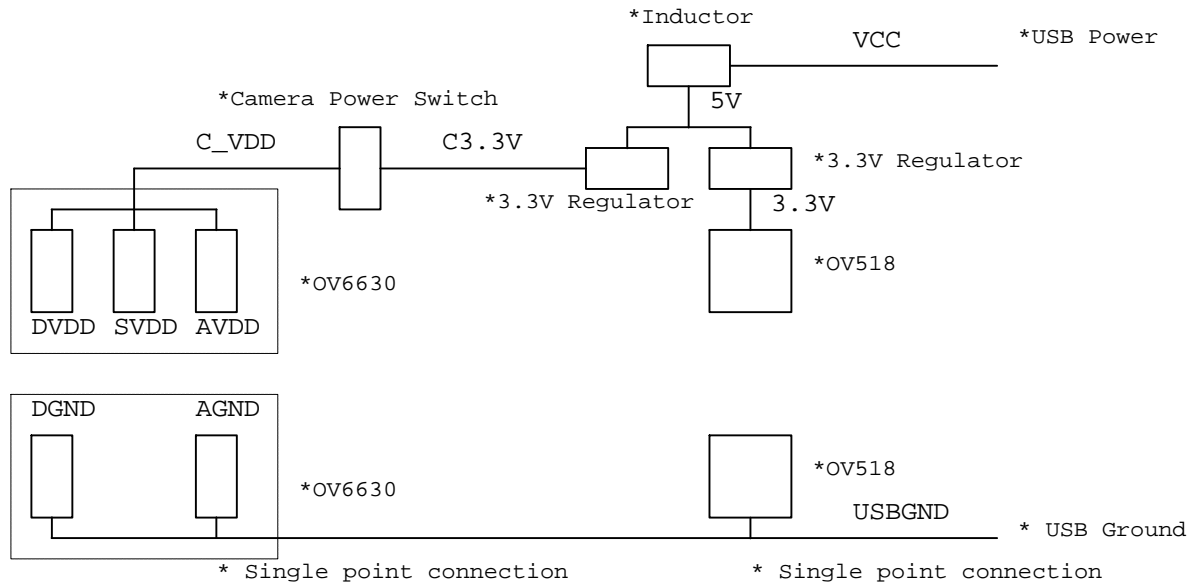 *Inductor
VCC
*USB Power
5V
*Camera Power Switch
C_VDD
C3.3V
*3.3V Regulator
*3.3V Regulator
3.3V
*OV6630
*OV518
DVDD SVDD AVDD
DGND AGND
*OV6630
*OV518
USBGND
* USB Ground
* Single point connection
* Single point connection